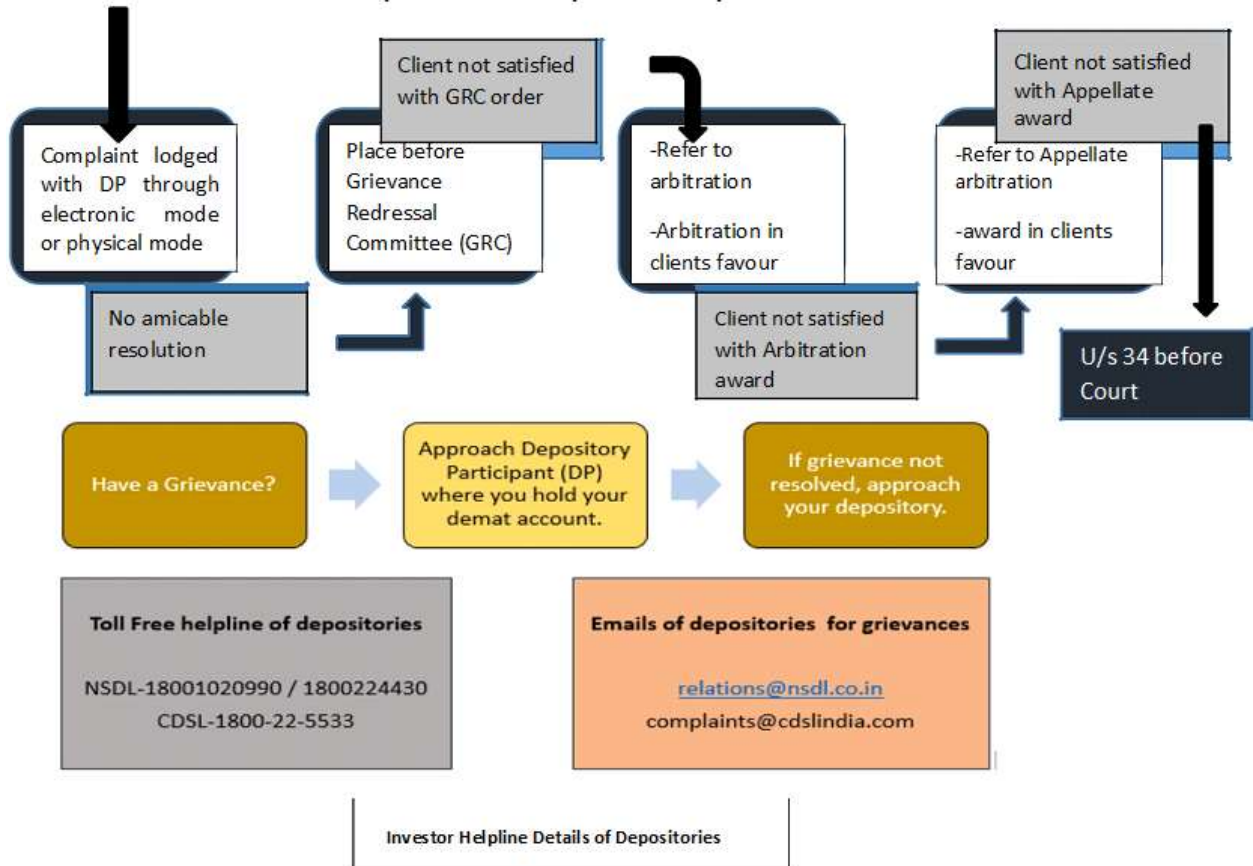 Client not satisfied
with GRC order
Client not satisfied
with Appellate
award
Complaint lodged
with DP through
electronic mode
or physical mode
Place before
Grievance
Redressal
Committee (GRC)
-Refer to
arbitration
-Arbitration in
clients favour
-Refer to Appellate
arbitration
-award in clients
favour
No amicable
resolution
Client not satisfied
with Arbitration
award
U/s 34 before
Court
Have a Grievance?
Approach Depository
Participant (DP)
where you hold your
demat account.
If grievance not
resolved, approach
your depository.
Toll Free helpline of depositories
NSDL-18001020990 / 1800224430
CDSL-1800-22-5533
Emails of depositories for grievances
relations@nsdl.co.in
complaints@cdslindia.com
Investor Helpline Details of Depositories